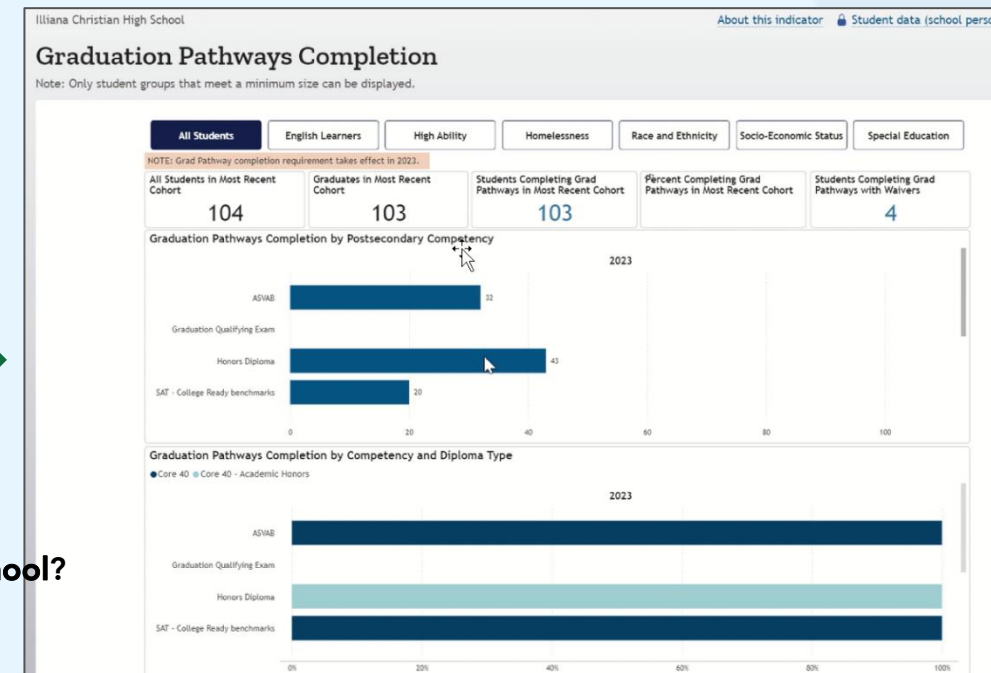 Illiana Christian High School
About this indicator
Student data (school perso
Graduation Pathways Completion
Note: Only student groups that meet a minimum size can be displayed.
All Students
English Learners
High Ability
Homelessness
Race and Ethnicity
Socio-Economic Status
Special Education
NOTE: Grad Pathway completion requirement takes effect in 2023.
All Students in Most Recent
Cohort
104
Graduates in Most Recent
Cohort
103
Students Completing Grad
Pathways in Most Recent Cohort
103
Percent Completing Grad
Pathways in Most Recent Cohort
Students Completing Grad
Pathways with Waivers
4
Graduation Pathways Completion by Postsecondary Competency
2023
ASVAB
32
Graduation Qualifying Exam
Honors Diploma
43
SAT - College Ready benchmarks
20
0 20 40 60 80 100
Graduation Pathways Completion by Competency and Diploma Type
Core 40 Core 40 - Academic Honors
2023
ASVAB
Graduation Qualifying Exam
hool?
Honors Diploma
SAT - College Ready benchmarks
0% 20% 40% 60% 80% 100%